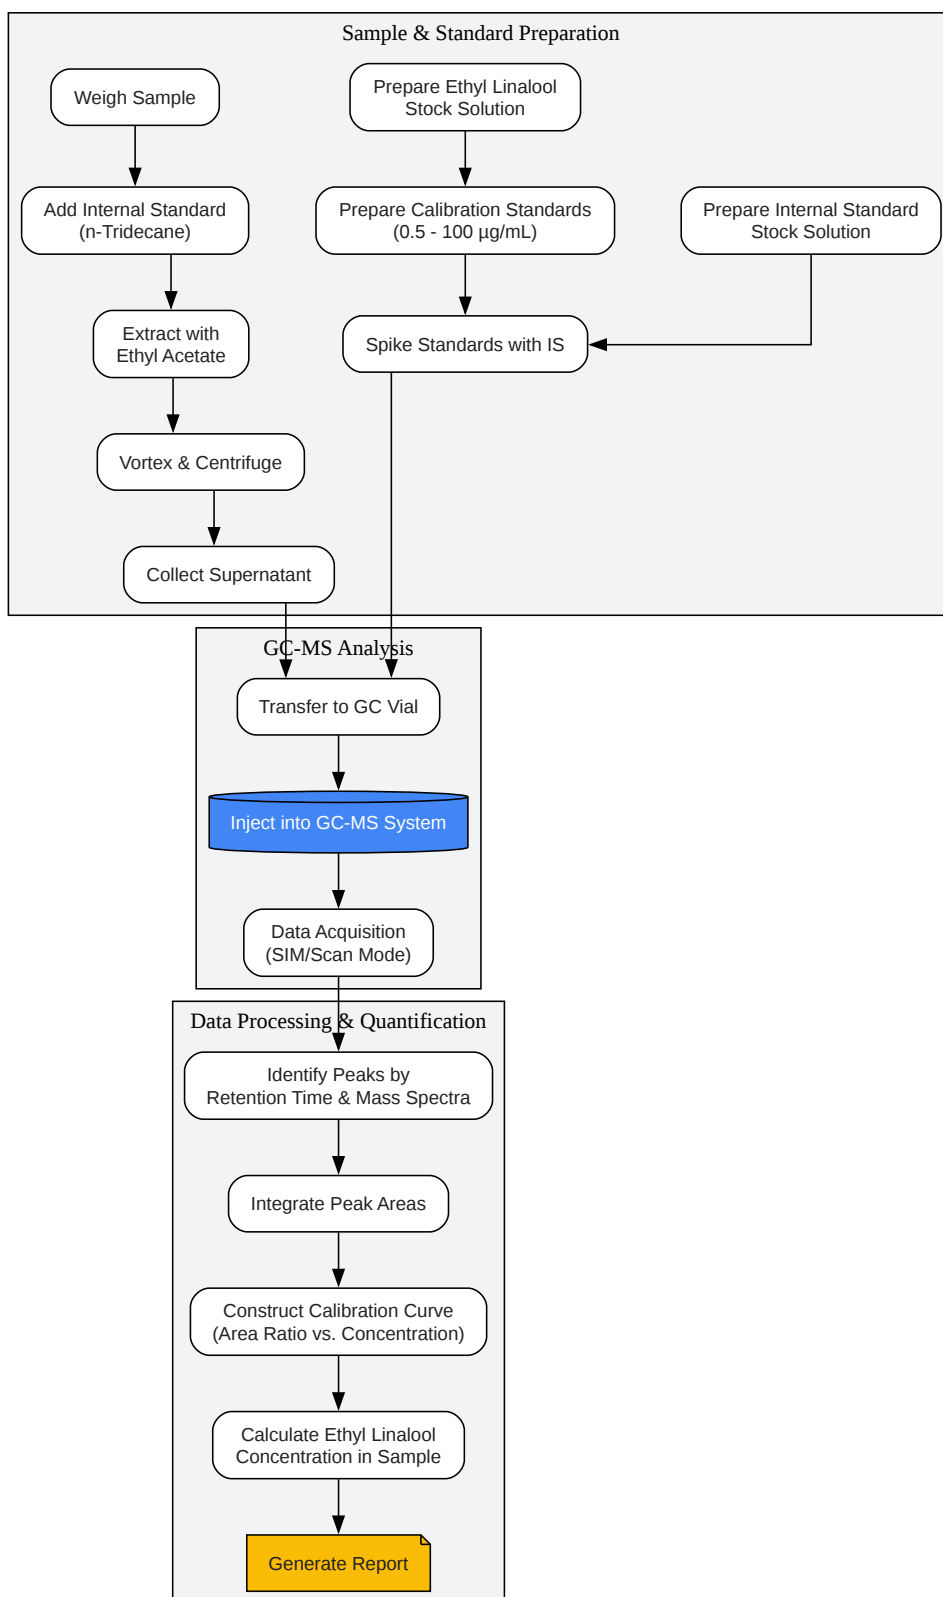 Sample & Standard Preparation
Weigh Sample
Prepare Ethyl Linalool
Stock Solution
Add Internal Standard
(n-Tridecane)
Prepare Calibration Standards
(0.5 - 100 µg/mL)
Prepare Internal Standard
Stock Solution
Extract with
Ethyl Acetate
Spike Standards with IS
Vortex & Centrifuge
Collect Supernatant
GC-MS Analysis
Transfer to GC Vial
Inject into GC-MS System
Data Acquisition
(SIM/Scan Mode)
Data Processing & Quantification
Identify Peaks by
Retention Time & Mass Spectra
Integrate Peak Areas
Construct Calibration Curve
(Area Ratio vs. Concentration)
Calculate Ethyl Linalool
Concentration in Sample
Generate Report